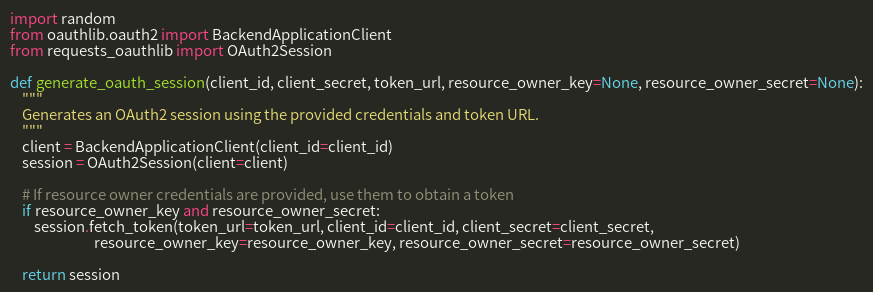 import random
from oauthlib.oauth2 import BackendApplicationClient
from requests_oauthlib import OAuth2Session

def generate_oauth_session(client_id, client_secret, token_url, resource_owner_key=None, resource_owner_secret=None):
    """
    Generates an OAuth2 session using the provided credentials and token URL.
    """
    client = BackendApplicationClient(client_id=client_id)
    session = OAuth2Session(client=client)

    # If resource owner credentials are provided, use them to obtain a token
    if resource_owner_key and resource_owner_secret:
        session.fetch_token(token_url=token_url, client_id=client_id, client_secret=client_secret,
                            resource_owner_key=resource_owner_key, resource_owner_secret=resource_owner_secret)

    return session